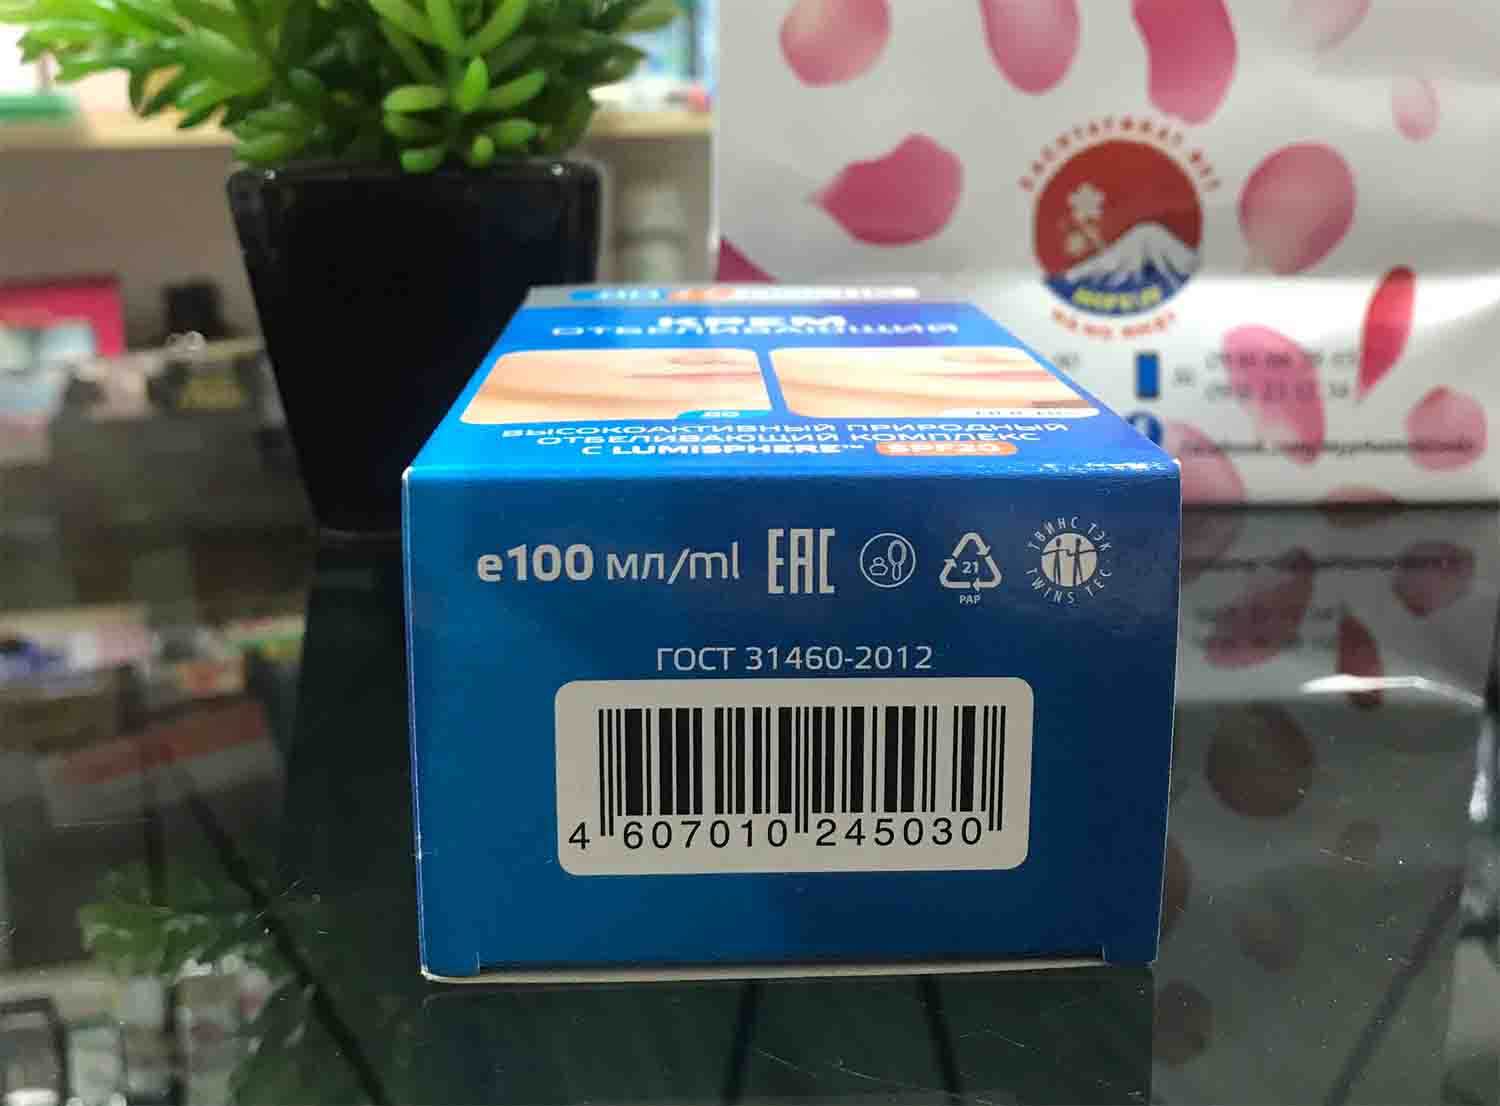 КРЕМ
ОТБЕЛИВАЮЩИЙ
ДО
ВЫСОКОАКТИВНЫЙ ПРИРОДНЫЙ
ОТБЕЛИВАЮЩИЙ КОМПЛЕКС
С LUMISPHERE™ SPF20
e100 мл/ml EAC
21
PAP
ТВИНС ТЭК
TWINS TEC
ГОСТ 31460-2012
4 607010 245030